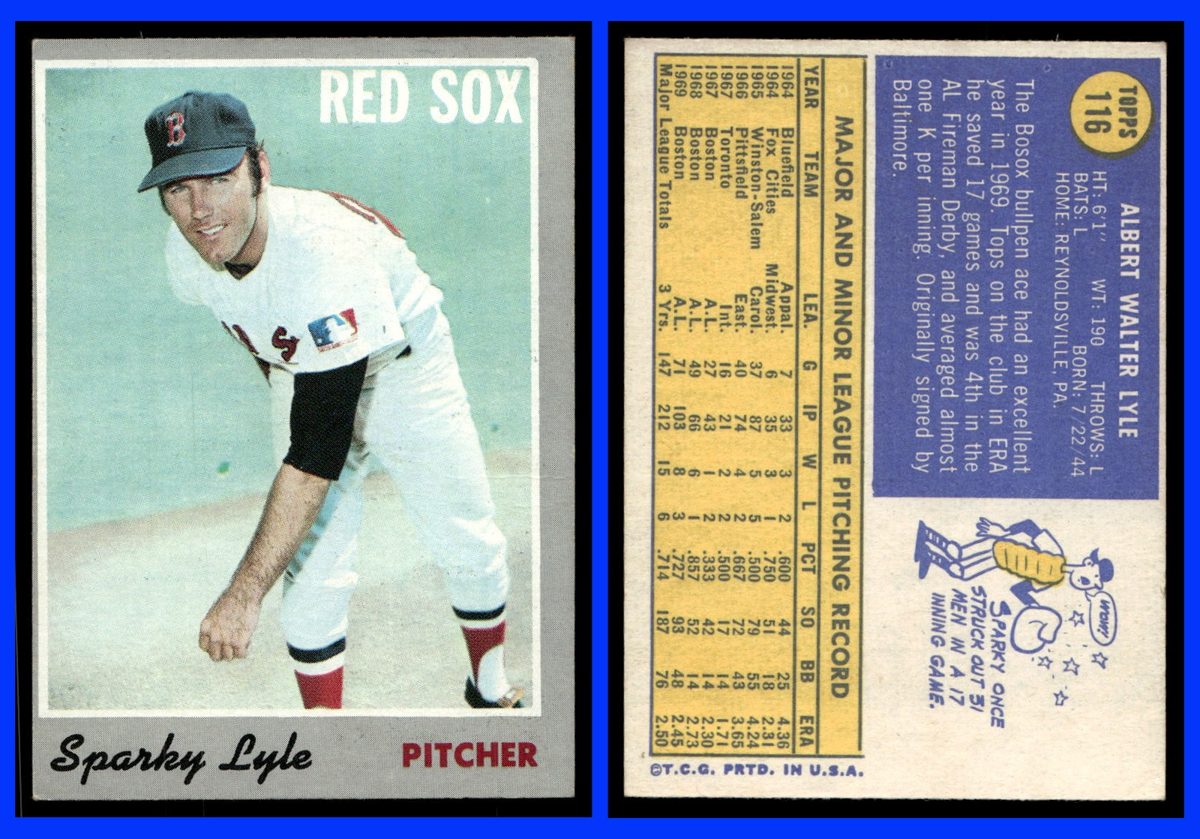 RED SOX
B
Sparky Lyle
PITCHER
TOPPS
116
ALBERT WALTER LYLE
HT: 6'1" WT: 190 THROWS: L
BATS: L BORN: 7/22/44
HOME: REYNOLDSVILLE, PA.
The Bosox bullpen ace had an excellent
year in 1969. Tops on the club in ERA
he saved 17 games and was 4th in the
AL Fireman Derby, and averaged almost
one K per inning. Originally signed by
Baltimore.
WOW!
SPARKY ONCE
STRUCK OUT 31
MEN IN A 17
INNING GAME.
MAJOR AND MINOR LEAGUE PITCHING RECORD
YEAR TEAM LEA. G IP W L PCT SO BB ERA
1964 Bluefield Appal. 7 33 3 2 .600 44 25 4.36
1964 Fox Cities Midwest. 6 35 3 1 .750 51 18 2.31
1965 Winston-Salem Carol. 37 87 5 5 .500 79 55 4.24
1966 Pittsfield East. 40 74 4 2 .667 72 43 3.65
1967 Toronto Int. 16 21 2 2 .500 17 14 1.71
1967 Boston A.L. 27 43 1 2 .333 42 14 2.30
1968 Boston A.L. 49 66 6 1 .857 52 14 2.73
1969 Boston A.L. 71 103 8 3 .727 93 48 2.45
Major League Totals 3 Yrs. 147 212 15 6 .714 187 76 2.50
©T.C.G. PRTD. IN U.S.A.